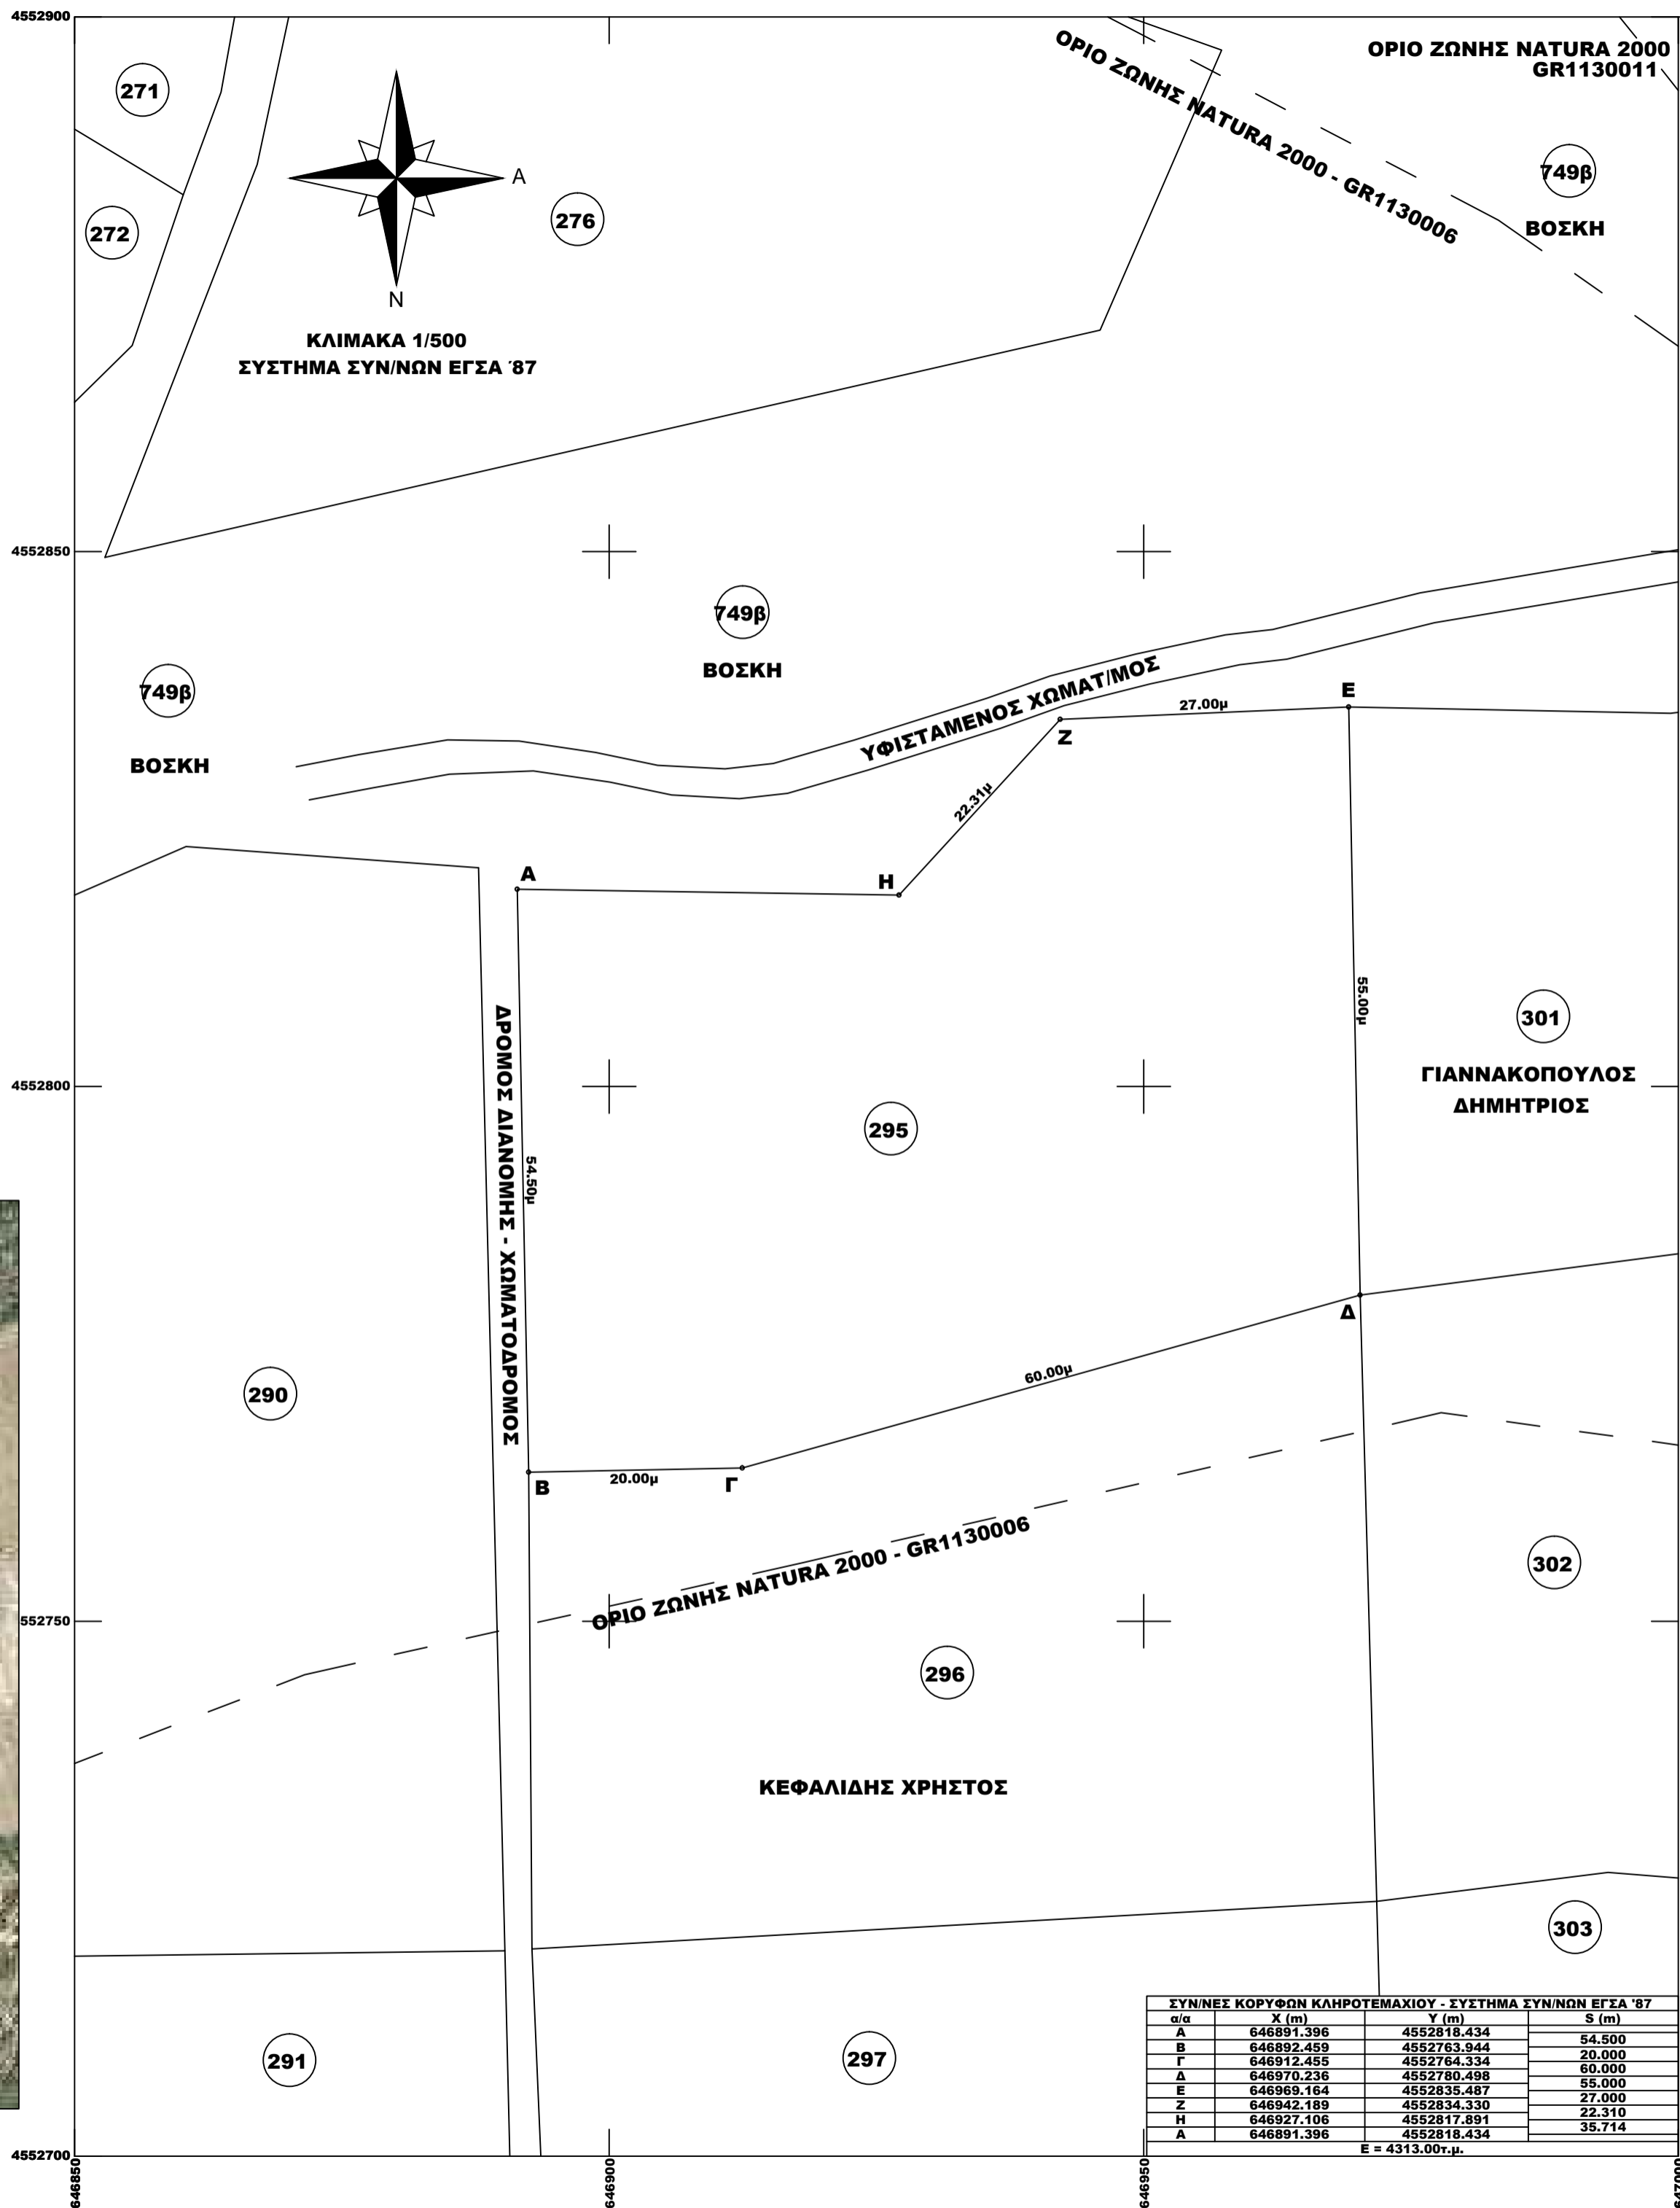 4552900
ΟΡΙΟ ΖΩΝΗΣ NATURA 2000 - GR1130006
ΟΡΙΟ ΖΩΝΗΣ NATURA 2000
GR1130011
271
272
276
749β
ΒΟΣΚΗ
Α
Ν
ΚΛΙΜΑΚΑ 1/500
ΣΥΣΤΗΜΑ ΣΥΝ/ΝΩΝ ΕΓΣΑ ΄87
4552850
749β
ΒΟΣΚΗ
749β
ΒΟΣΚΗ
ΥΦΙΣΤΑΜΕΝΟΣ ΧΩΜΑΤ/ΜΟΣ
Ε
27.00μ
Ζ
22.31μ
Α
Η
55.00μ
301
ΓΙΑΝΝΑΚΟΠΟΥΛΟΣ
ΔΗΜΗΤΡΙΟΣ
4552800
ΔΡΟΜΟΣ ΔΙΑΝΟΜΗΣ - ΧΩΜΑΤΟΔΡΟΜΟΣ
54.50μ
295
Δ
60.00μ
290
Β
20.00μ
Γ
ΟΡΙΟ ΖΩΝΗΣ NATURA 2000 - GR1130006
302
552750
296
ΚΕΦΑΛΙΔΗΣ ΧΡΗΣΤΟΣ
303
291
297
ΣΥΝ/ΝΕΣ ΚΟΡΥΦΩΝ ΚΛΗΡΟΤΕΜΑΧΙΟΥ - ΣΥΣΤΗΜΑ ΣΥΝ/ΝΩΝ ΕΓΣΑ '87
α/α X (m) Y (m) S (m)
Α 646891.396 4552818.434
54.500
Β 646892.459 4552763.944
20.000
Γ 646912.455 4552764.334
60.000
Δ 646970.236 4552780.498
55.000
Ε 646969.164 4552835.487
27.000
Ζ 646942.189 4552834.330
22.310
Η 646927.106 4552817.891
35.714
Α 646891.396 4552818.434
Ε = 4313.00τ.μ.
4552700
646850
646900
646950